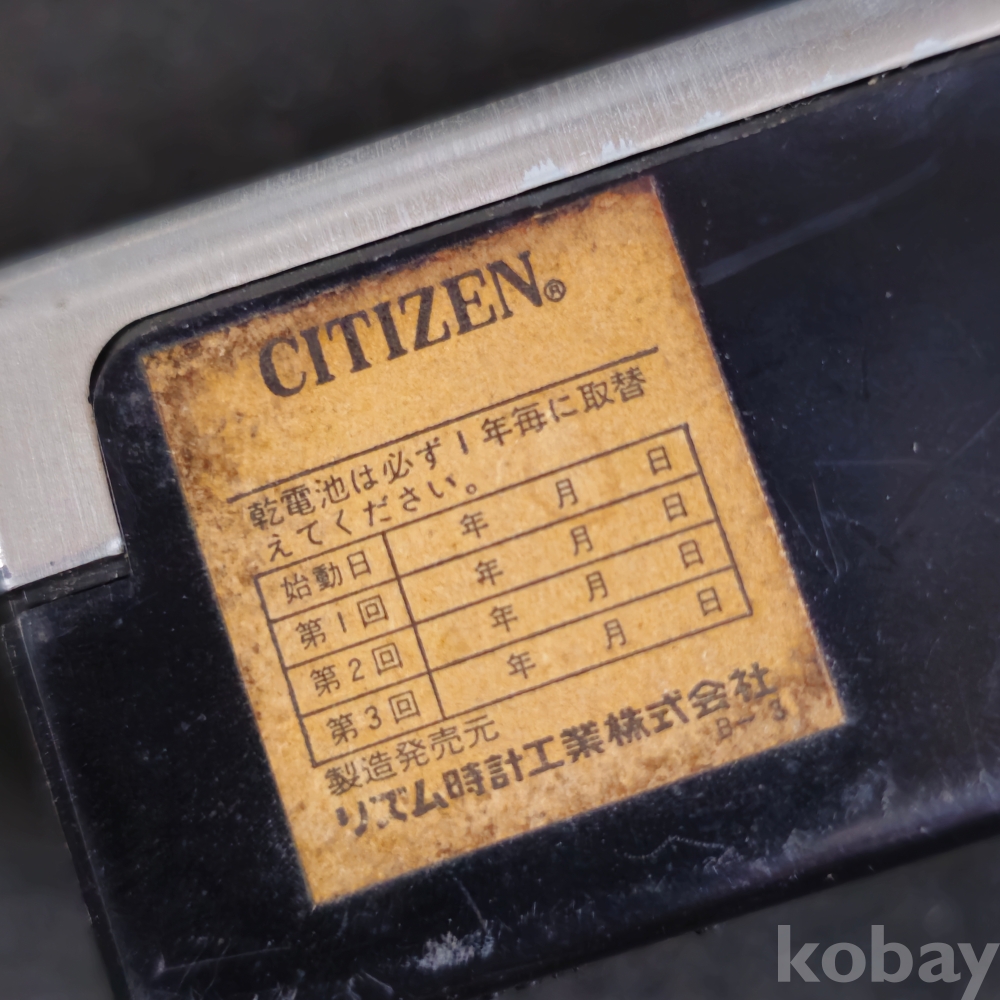 CITIZEN®
乾電池は必ず1年毎に取替
えてください。
始動日 年 月 日
第1回 年 月 日
第2回 年 月 日
第3回 年 月 日
製造発売元
リズム時計工業株式会社
B-3
kobay